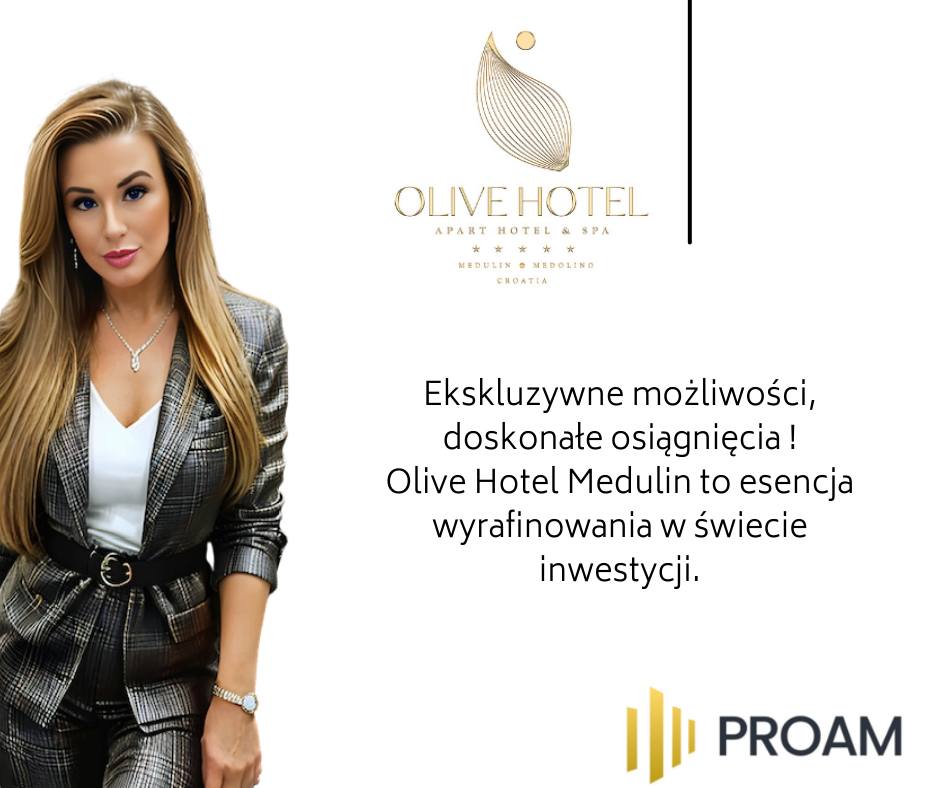 OLIVE HOTEL
APART HOTEL & SPA
MEDULIN MEDOLINO
CROATIA
Ekskluzywne możliwości,
doskonałe osiągnięcia !
Olive Hotel Medulin to esencja
wyrafinowania w świecie
inwestycji.
PROAM